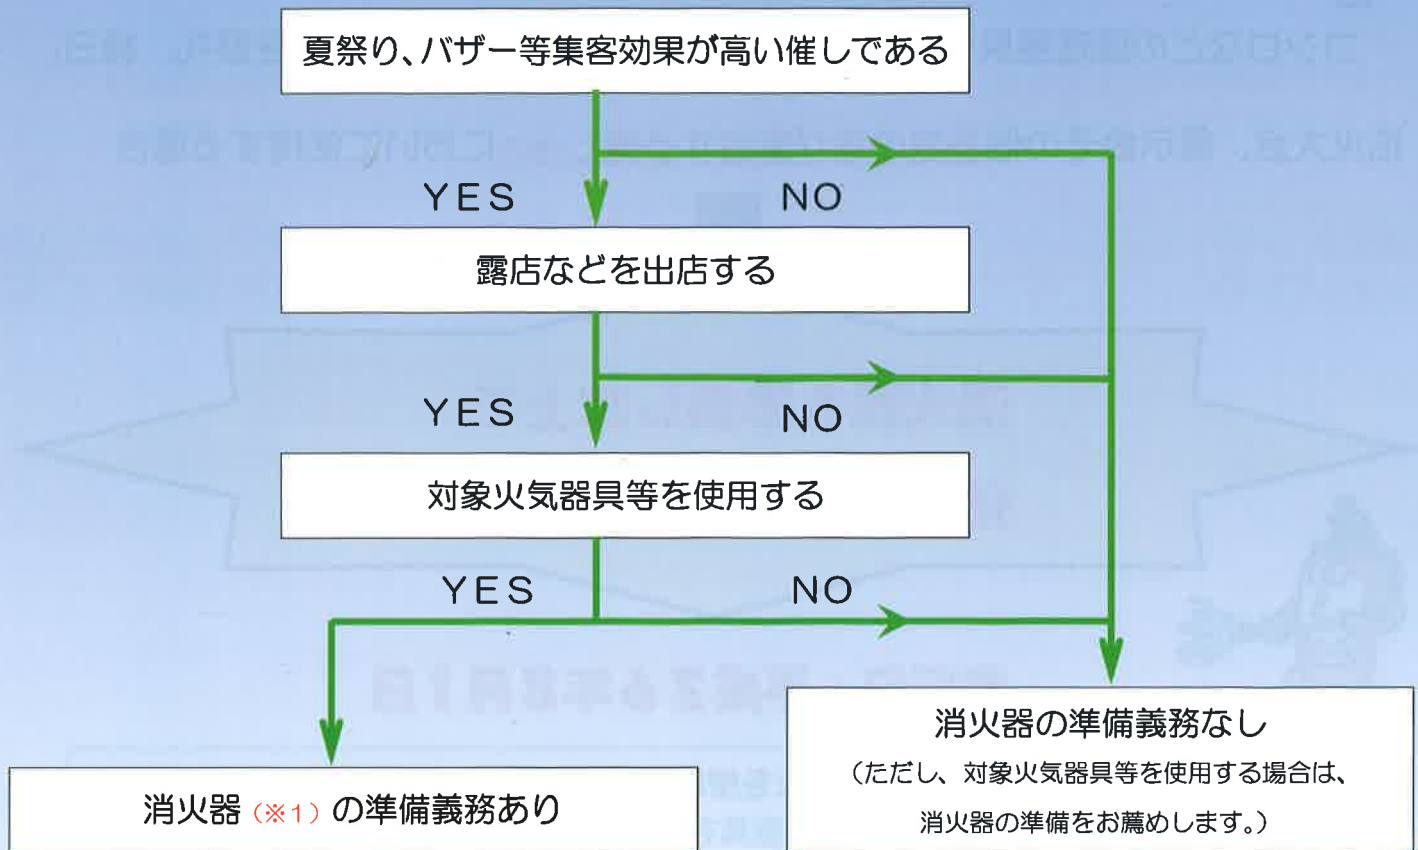 夏祭り、バザー等集客効果が高い催しである
YES
NO
露店などを出店する
YES
NO
対象火気器具等を使用する
YES
NO
消火器の準備義務なし
（ただし、対象火気器具等を使用する場合は、
消火器の準備をお薦めします。）
消火器（※1）の準備義務あり